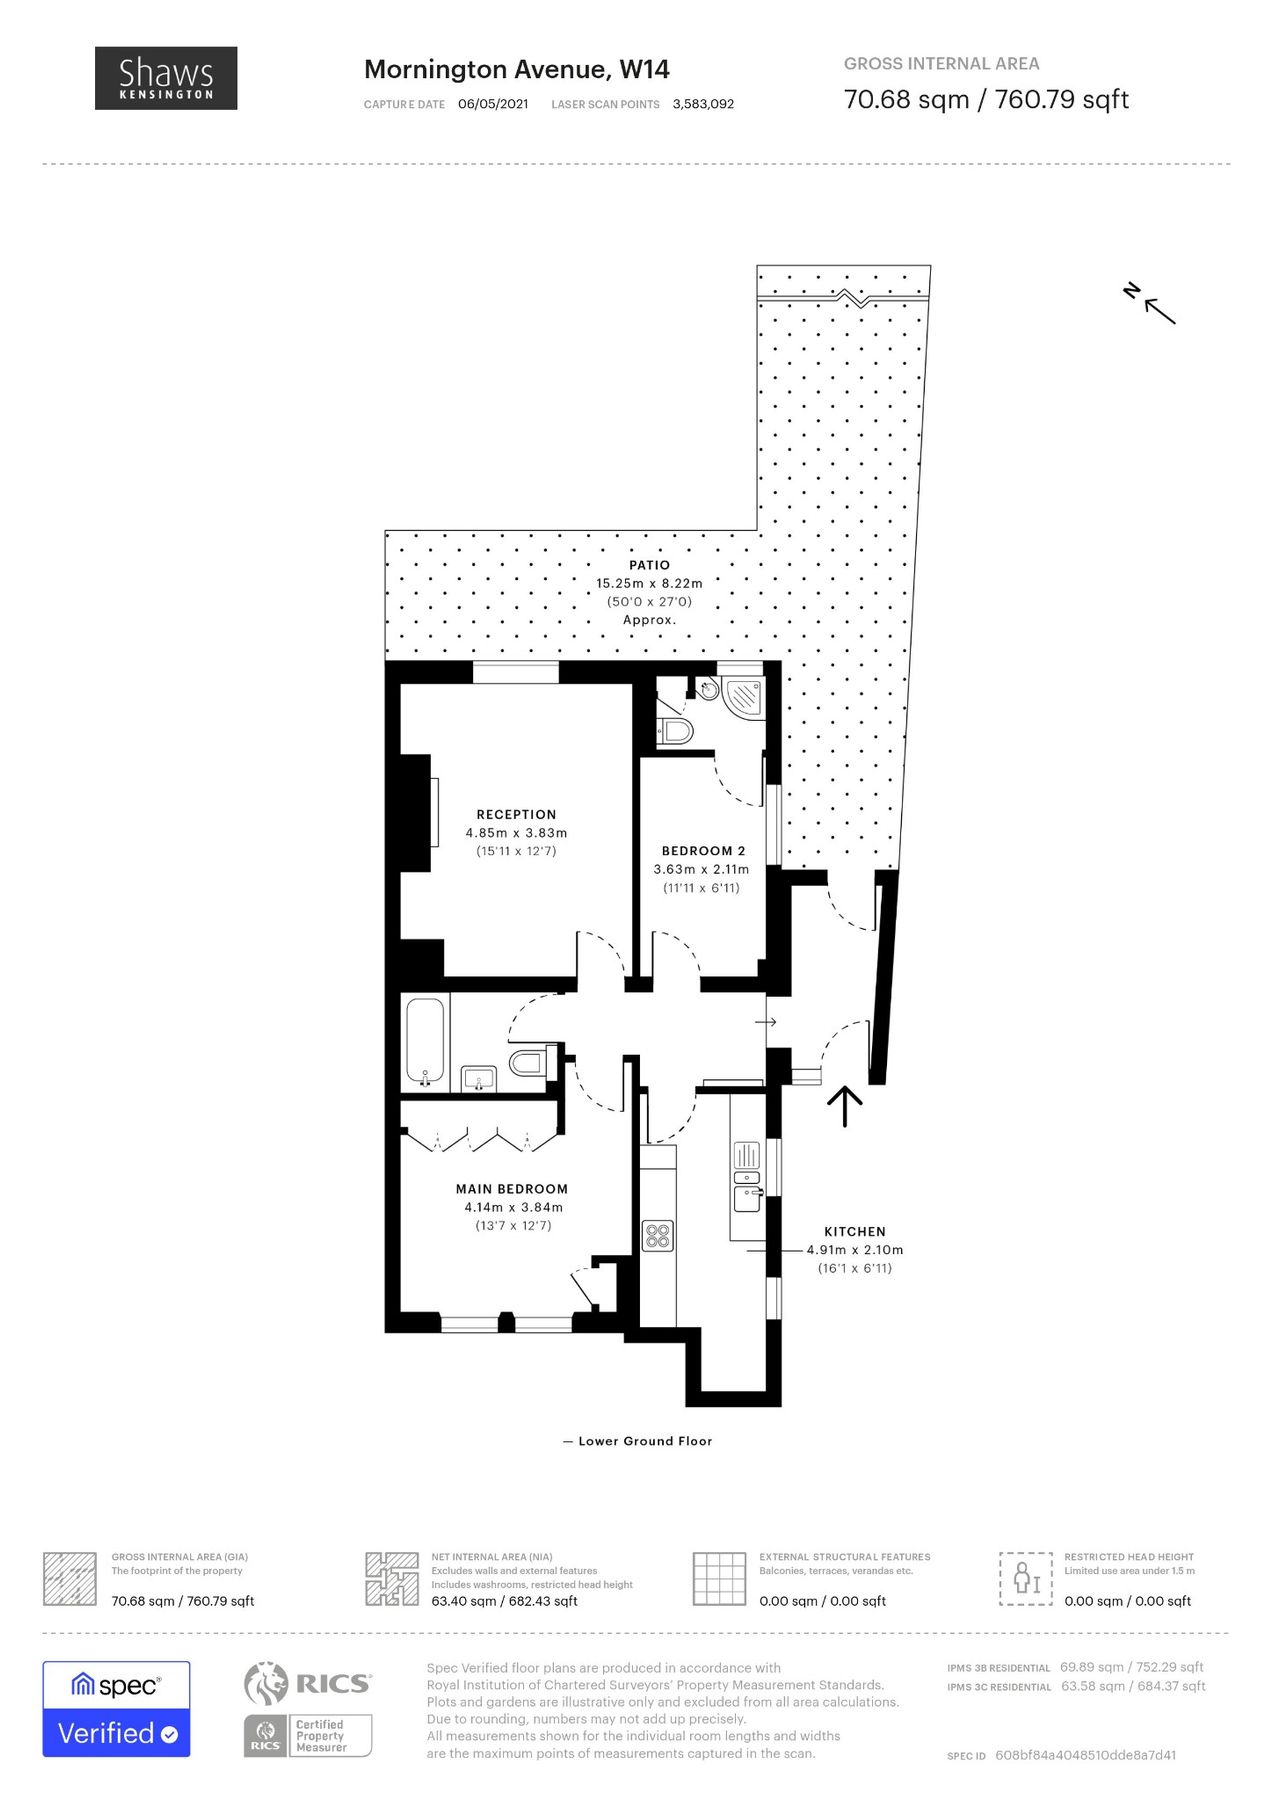 Shaws
KENSINGTON
Mornington Avenue, W14
CAPTURE DATE 06/05/2021 LASER SCAN POINTS 3,583,092
GROSS INTERNAL AREA
70.68 sqm / 760.79 sqft
N
PATIO
15.25m x 8.22m
(50'0 x 27'0)
Approx.
RECEPTION
4.85m x 3.83m
(15'11 x 12'7)
BEDROOM 2
3.63m x 2.11m
(11'11 x 6'11)
MAIN BEDROOM
4.14m x 3.84m
(13'7 x 12'7)
KITCHEN
4.91m x 2.10m
(16'1 x 6'11)
— Lower Ground Floor
GROSS INTERNAL AREA (GIA)
The footprint of the property
70.68 sqm / 760.79 sqft
NET INTERNAL AREA (NIA)
Excludes walls and external features
Includes washrooms, restricted head height
63.40 sqm / 682.43 sqft
EXTERNAL STRUCTURAL FEATURES
Balconies, terraces, verandas etc.
0.00 sqm / 0.00 sqft
RESTRICTED HEAD HEIGHT
Limited use area under 1.5 m
0.00 sqm / 0.00 sqft
spec®
Verified
RICS
RICS
Certified
Property
Measurer
Spec Verified floor plans are produced in accordance with
Royal Institution of Chartered Surveyors' Property Measurement Standards.
Plots and gardens are illustrative only and excluded from all area calculations.
Due to rounding, numbers may not add up precisely.
All measurements shown for the individual room lengths and widths
are the maximum points of measurements captured in the scan.
IPMS 3B RESIDENTIAL 69.89 sqm / 752.29 sqft
IPMS 3C RESIDENTIAL 63.58 sqm / 684.37 sqft
SPEC ID 608bf84a4048510dde8a7d41